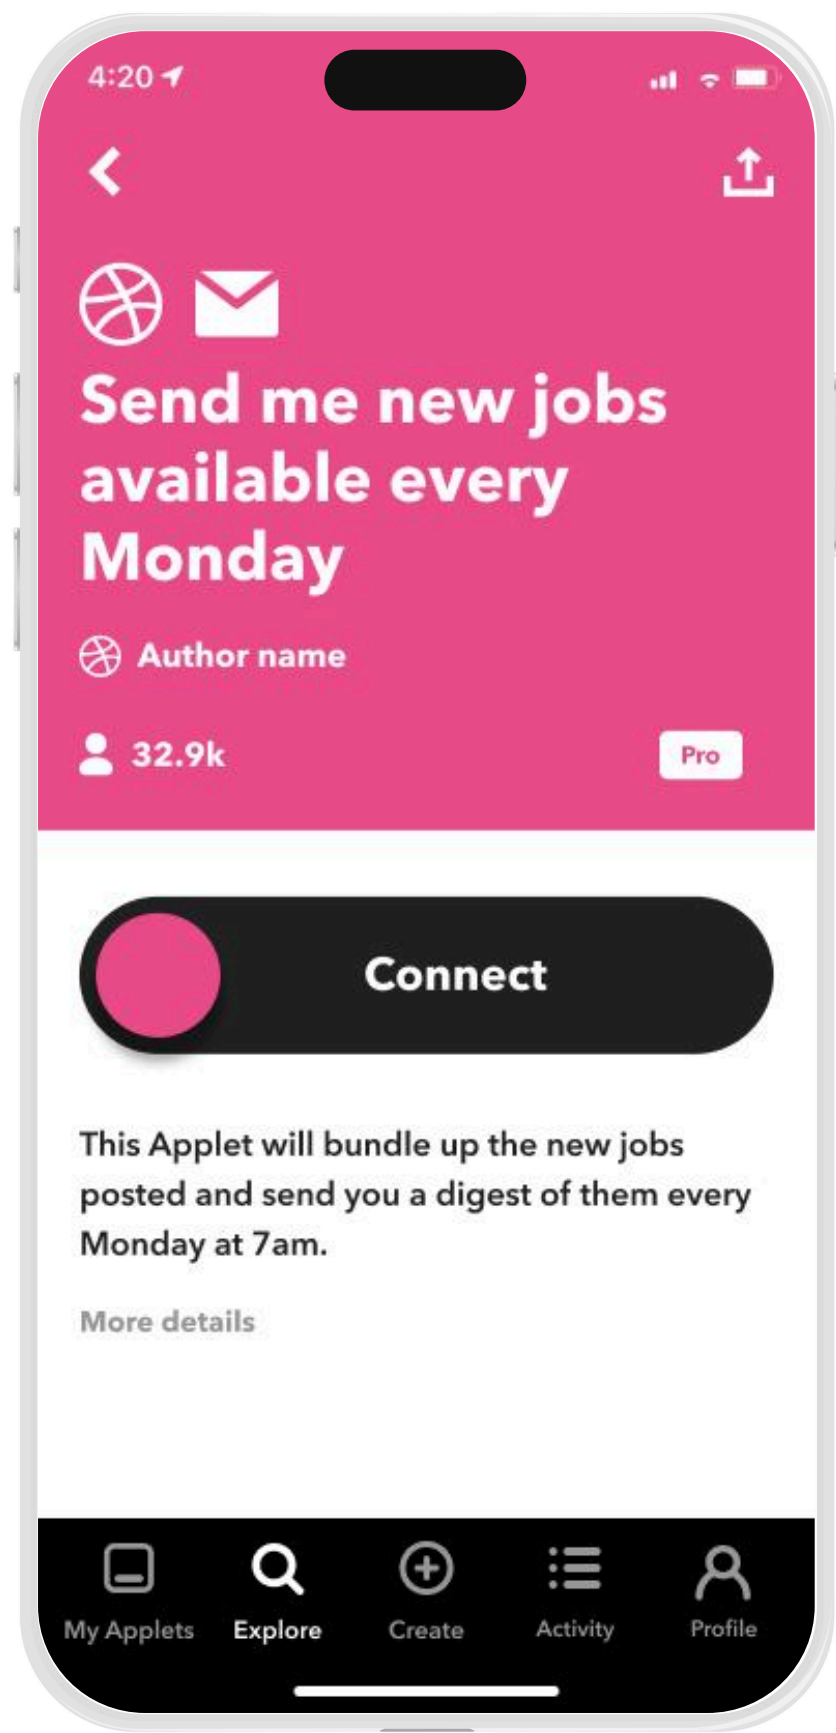 4:20
Send me new jobs
available every
Monday
Author name
32.9k
Pro
Connect
This Applet will bundle up the new jobs
posted and send you a digest of them every
Monday at 7am.
More details
My Applets
Explore
Create
Activity
Profile